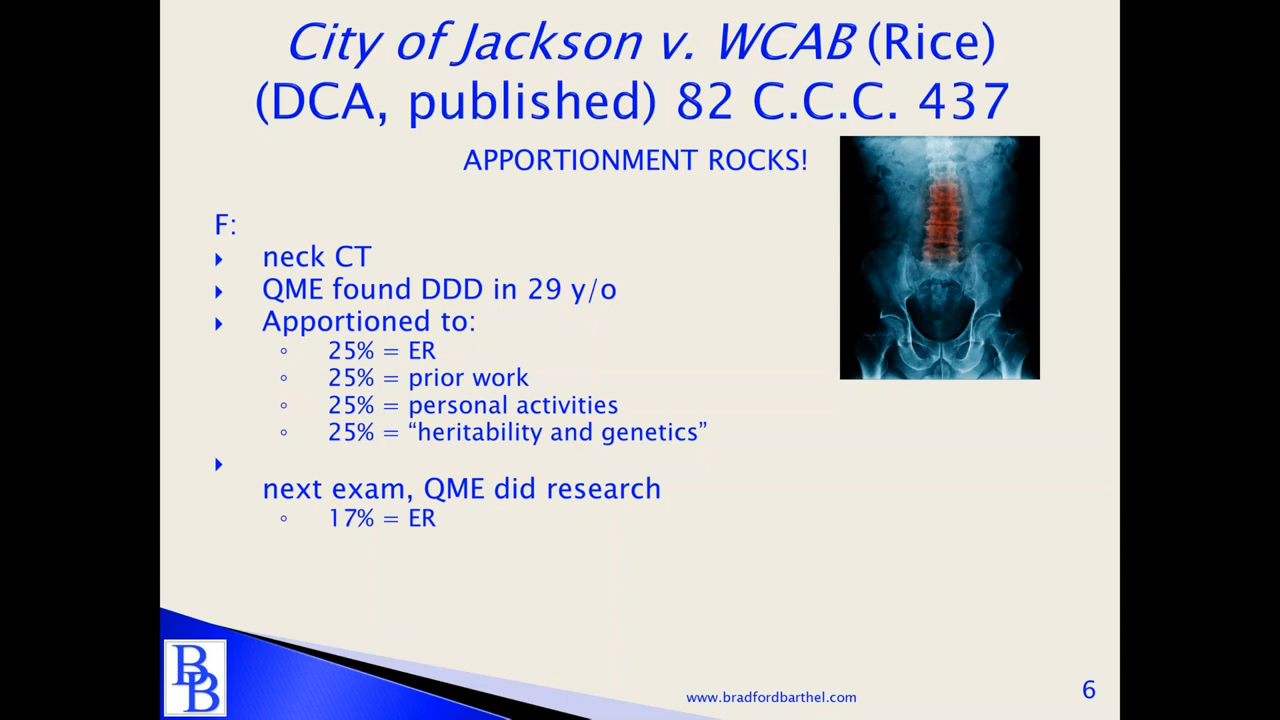 City of Jackson v. WCAB (Rice)
(DCA, published) 82 C.C.C. 437
APPORTIONMENT ROCKS!
F:
neck CT
QME found DDD in 29 y/o
Apportioned to:
25% = ER
25% = prior work
25% = personal activities
25% = “heritability and genetics”
next exam, QME did research
17% = ER
BB
www.bradfordbarthel.com
6